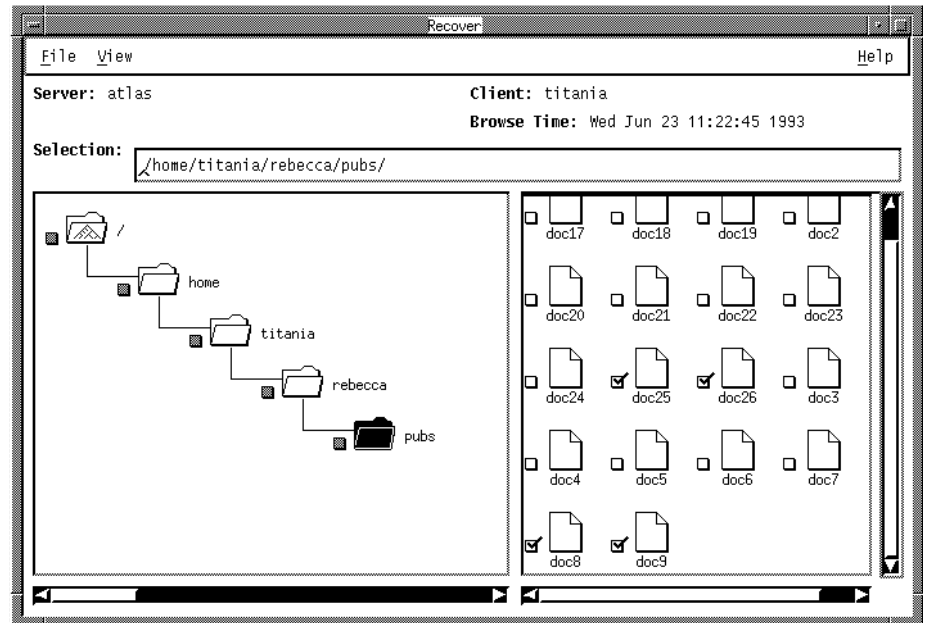 Recover
File View Help
Server: atlas Client: titania
Browse Time: Wed Jun 23 11:22:45 1993
Selection: /home/titania/rebecca/pubs/
/
home
titania
rebecca
pubs
doc17 doc18 doc19 doc2
doc20 doc21 doc22 doc23
doc24 doc25 doc26 doc3
doc4 doc5 doc6 doc7
doc8 doc9